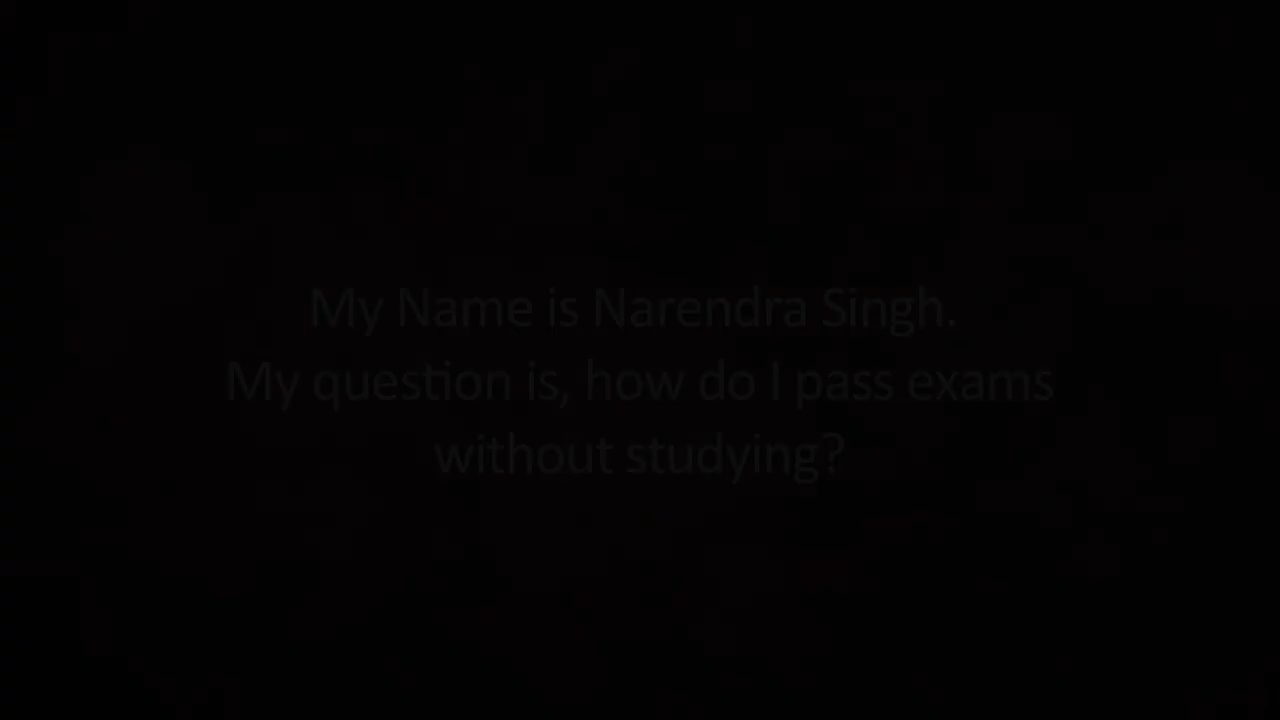 My Name is Narendra Singh.
My question is, how do I pass exams
without studying?